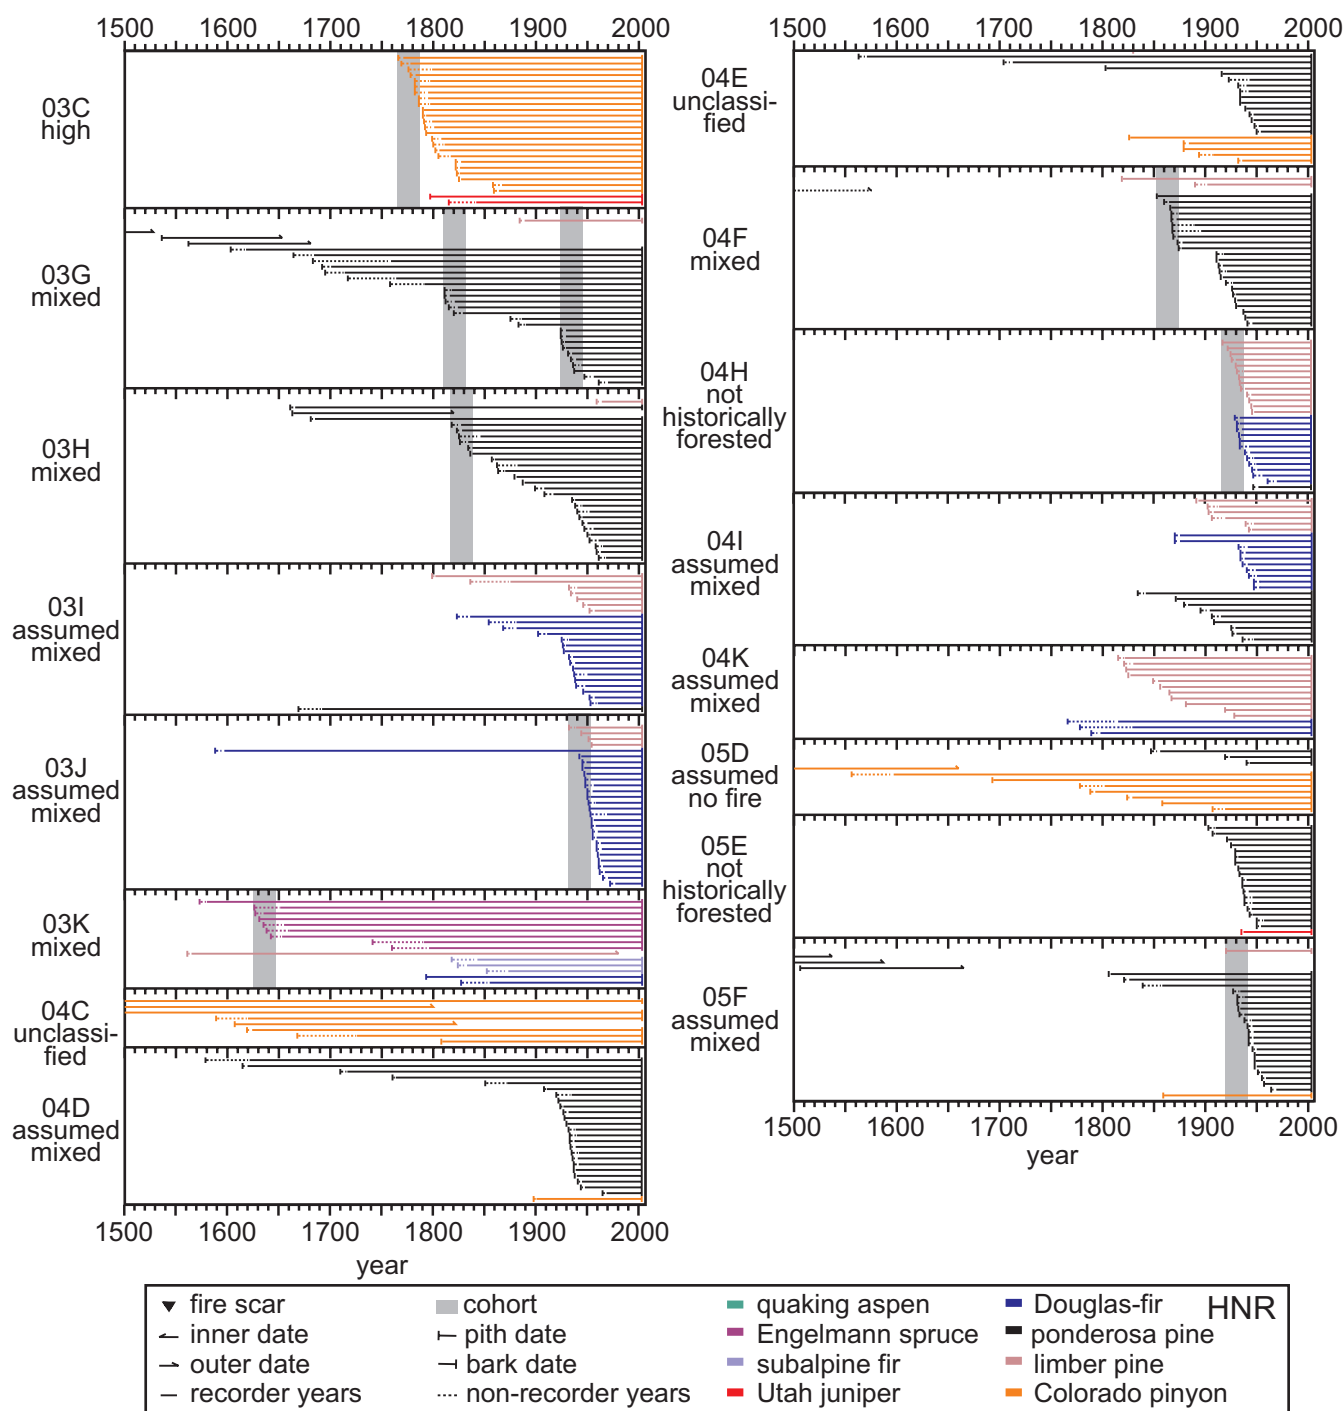 1500 1600 1700 1800 1900 2000
03C
high
03G
mixed
03H
mixed
03I
assumed
mixed
03J
assumed
mixed
03K
mixed
04C
unclassi-
fied
04D
assumed
mixed
1500 1600 1700 1800 1900 2000
year
1500 1600 1700 1800 1900 2000
04E
unclassi-
fied
04F
mixed
04H
not
historically
forested
04I
assumed
mixed
04K
assumed
mixed
05D
assumed
no fire
05E
not
historically
forested
05F
assumed
mixed
1500 1600 1700 1800 1900 2000
year
fire scar cohort quaking aspen Douglas-fir HNR
inner date pith date Engelmann spruce ponderosa pine
outer date bark date subalpine fir limber pine
recorder years non-recorder years Utah juniper Colorado pinyon